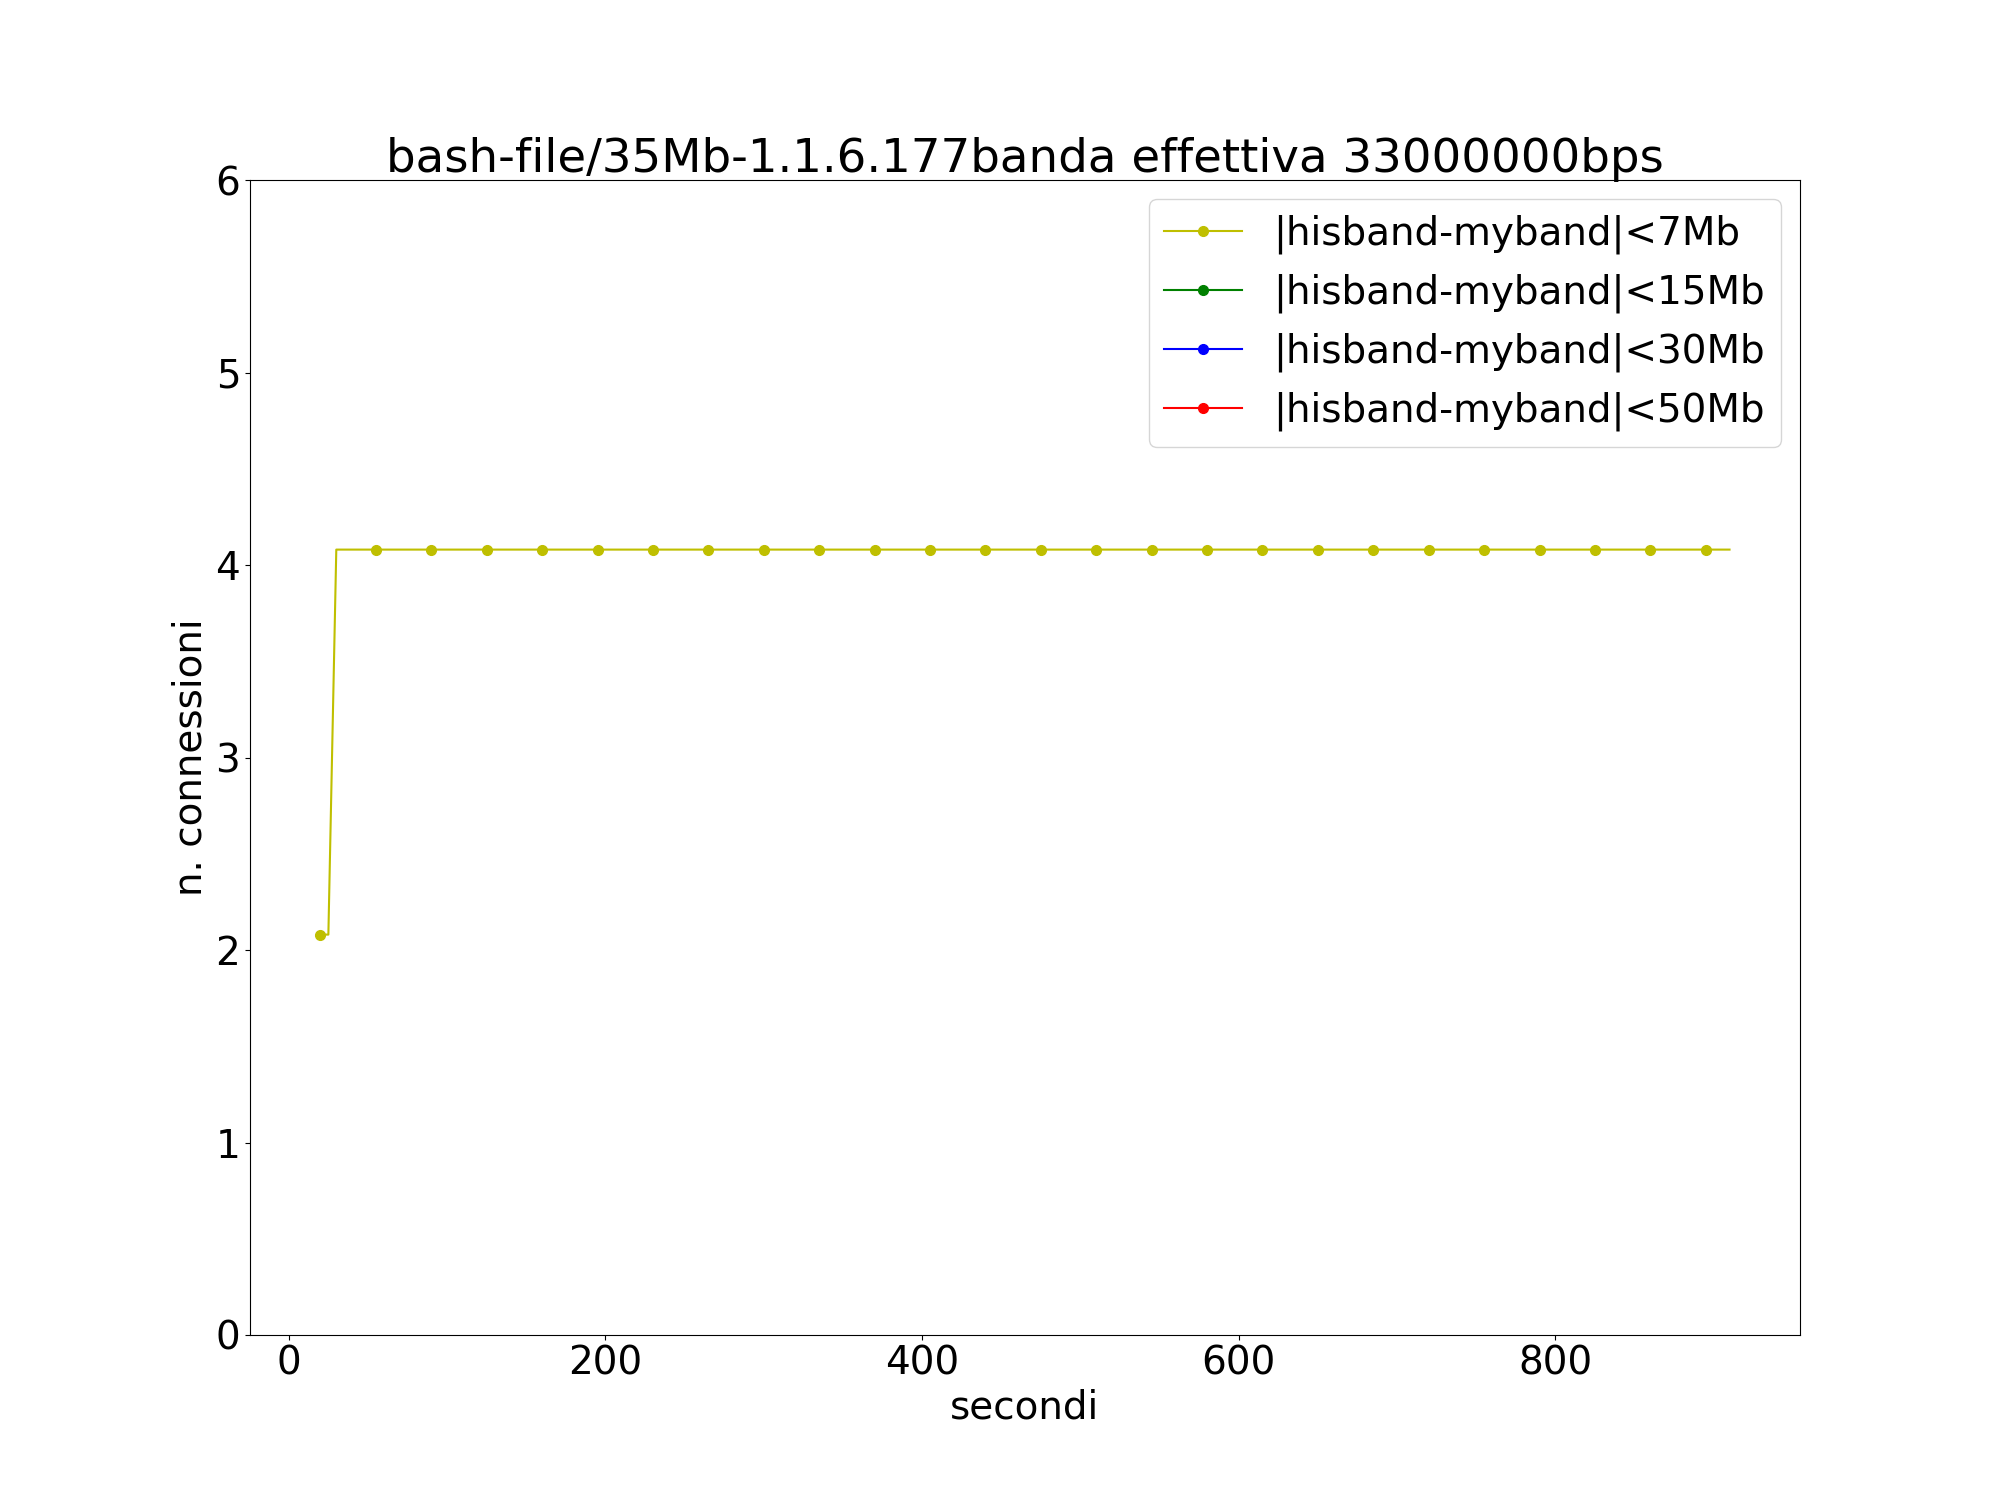 bash-file/35Mb-1.1.6.177banda effettiva 33000000bps
6
5
4
3
2
1
0
n. connessioni
|hisband-myband|<7Mb
|hisband-myband|<15Mb
|hisband-myband|<30Mb
|hisband-myband|<50Mb
0 200 400 600 800
secondi